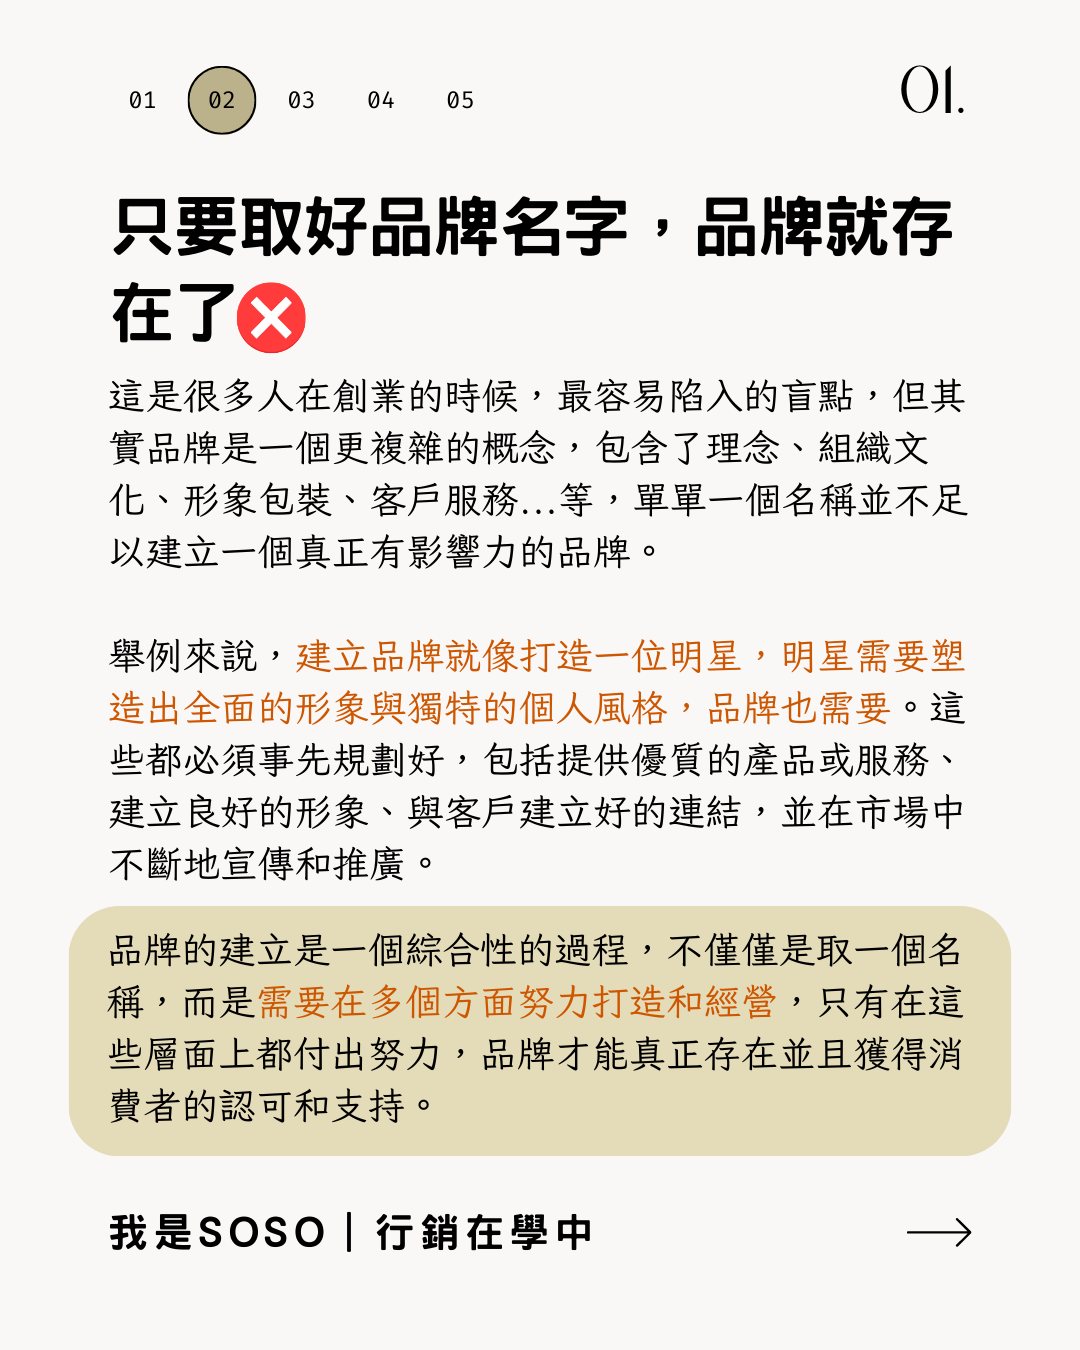 01 02 03 04 05
01.
只要取好品牌名字，品牌就存
在了❌
這是很多人在創業的時候，最容易陷入的盲點，但其
實品牌是一個更複雜的概念，包含了理念、組織文
化、形象包裝、客戶服務...等，單單一個名稱並不足
以建立一個真正有影響力的品牌。
舉例來說，建立品牌就像打造一位明星，明星需要塑
造出全面的形象與獨特的個人風格，品牌也需要。這
些都必須事先規劃好，包括提供優質的產品或服務、
建立良好的形象、與客戶建立好的連結，並在市場中
不斷地宣傳和推廣。
品牌的建立是一個綜合性的過程，不僅僅是取一個名
稱，而是需要在多個方面努力打造和經營，只有在這
些層面上都付出努力，品牌才能真正存在並且獲得消
費者的認可和支持。
我是SOSO｜行銷在學中